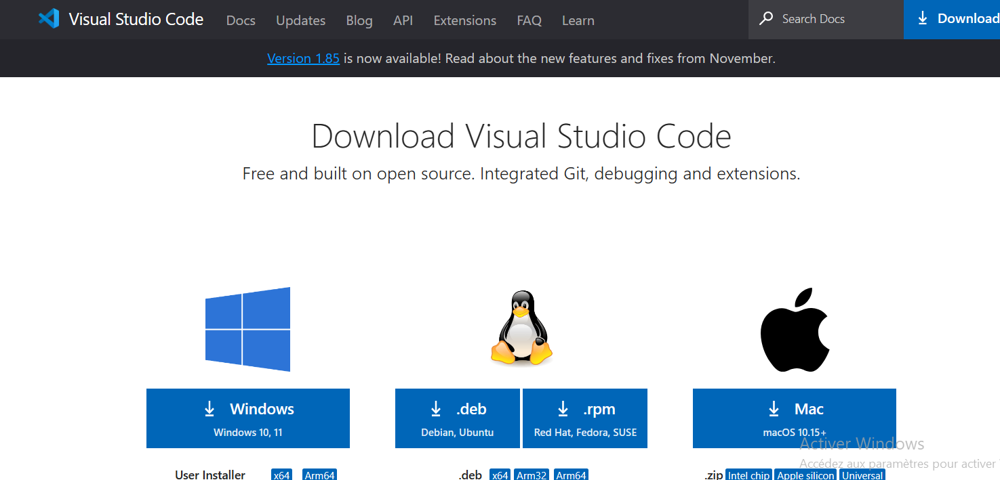 Visual Studio Code Docs Updates Blog API Extensions FAQ Learn Search Docs Download
Version 1.85 is now available! Read about the new features and fixes from November.
Download Visual Studio Code
Free and built on open source. Integrated Git, debugging and extensions.
Windows
Windows 10, 11
.deb
Debian, Ubuntu
.rpm
Red Hat, Fedora, SUSE
Mac
macOS 10.15+
Activer Windows
Accédez aux paramètres pour activer
User Installer x64 Arm64
.deb x64 Arm32 Arm64
.zip Intel chip Apple silicon Universal